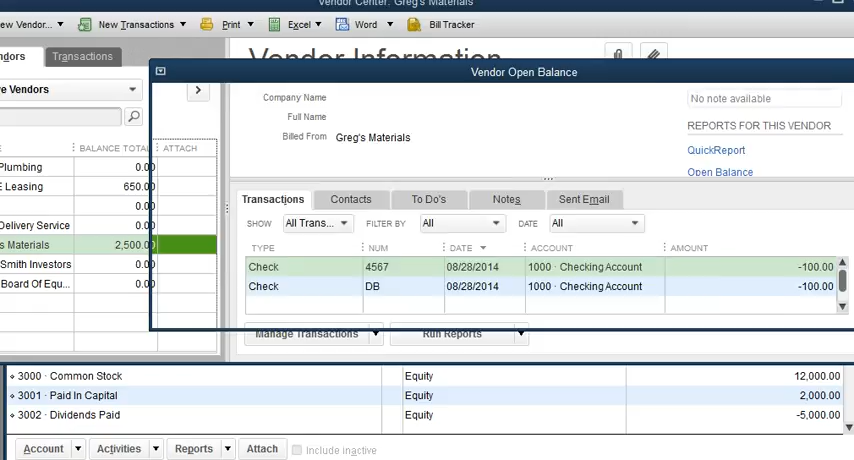 Vendor Center: Greg's Materials
ew Vendor... New Transactions Print Excel Word Bill Tracker
ndors Transactions
Vendor Information
Vendor Open Balance
ve Vendors
Company Name
No note available
Full Name
REPORTS FOR THIS VENDOR
Billed From Greg's Materials
E BALANCE TOTAL ATTACH
QuickReport
Plumbing 0.00
Open Balance
E Leasing 650.00
Transactions Contacts To Do's Notes Sent Email
0.00
SHOW All Trans... FILTER BY All DATE All
Delivery Service 0.00
s Materials 2,500.00
TYPE NUM DATE ACCOUNT AMOUNT
Smith Investors 0.00
Check 4567 08/28/2014 1000 · Checking Account -100.00
Board Of Equ... 0.00
Check DB 08/28/2014 1000 · Checking Account -100.00
Manage Transactions Run Reports
3000 · Common Stock Equity 12,000.00
3001 · Paid In Capital Equity 2,000.00
3002 · Dividends Paid Equity -5,000.00
Account Activities Reports Attach Include inactive